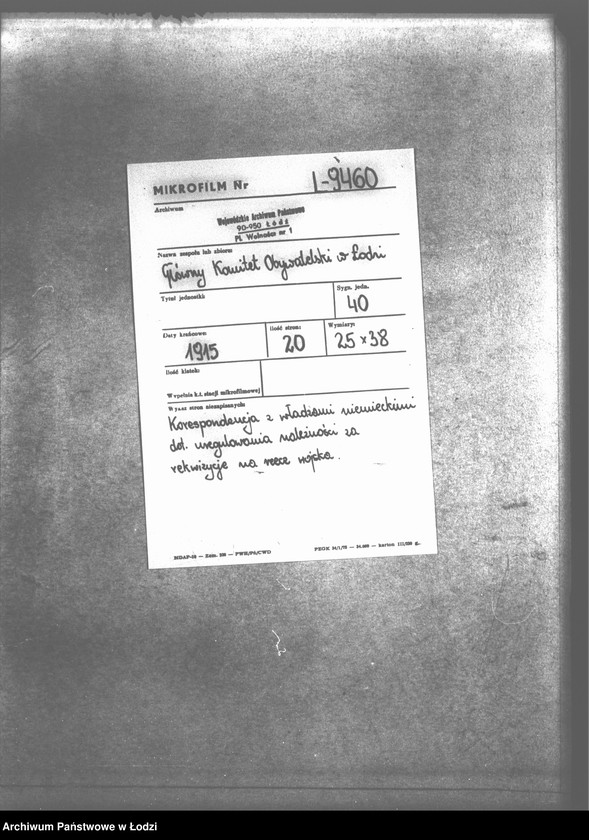 MIKROFILM Nr L-9460
Archiwum
Wojewódzkie Archiwum Państwowe
90-950 Łódź
Pl. Wolności nr 1
Nazwa zespołu lub zbioru:
Główny Komitet Obywatelski w Łodzi
Tytuł jednostki: Sygn. jedn.
40
Daty krańcowe: Ilość stron: Wymiary:
1915 20 25 x 38
Ilość klatek:
Wypełnia k.t. stacji mikrofilmowej
Wykaz stron niezapisanych:
Korespondencja z władzami niemieckimi
dot. uregulowania należności za
rekwizycje na rzecz wojska.
Archiwum Państwowe w Łodzi